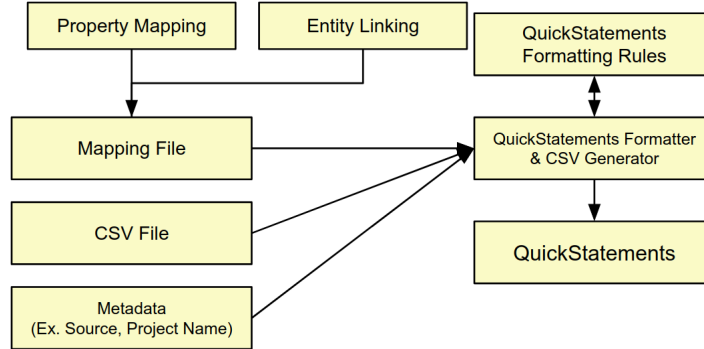 Property Mapping
Entity Linking
QuickStatements
Formatting Rules
Mapping File
QuickStatements Formatter
& CSV Generator
CSV File
QuickStatements
Metadata
(Ex. Source, Project Name)